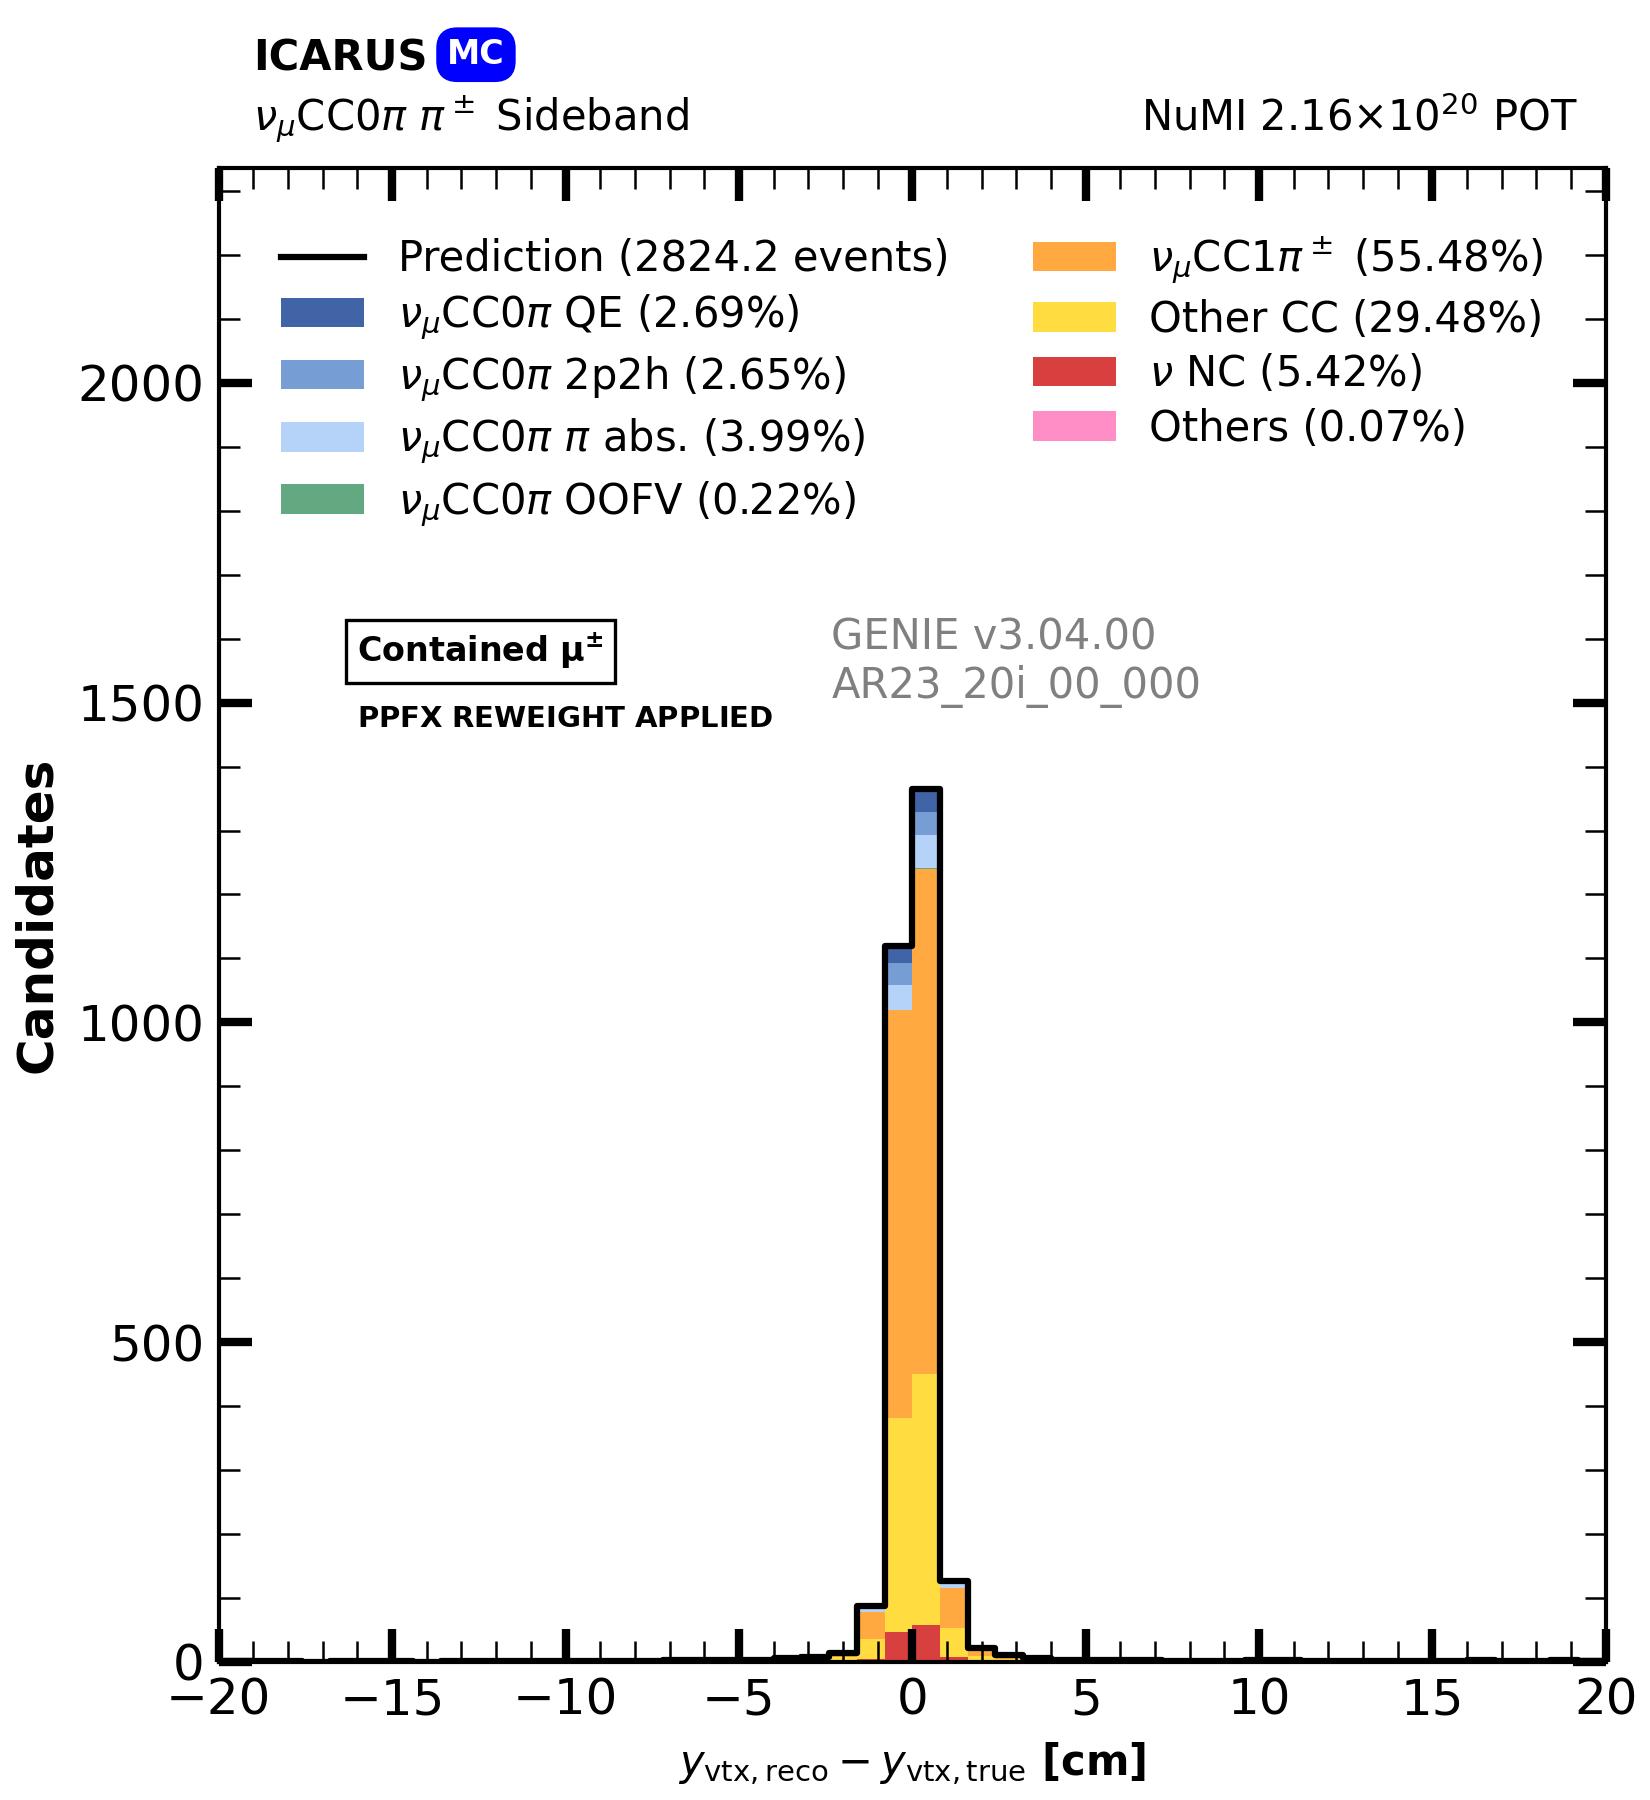 ICARUS MC
νμCC0π π± Sideband
NuMI 2.16×10²⁰ POT
Prediction (2824.2 events)
νμCC0π QE (2.69%)
νμCC0π 2p2h (2.65%)
νμCC0π π abs. (3.99%)
νμCC0π OOFV (0.22%)
νμCC1π± (55.48%)
Other CC (29.48%)
ν NC (5.42%)
Others (0.07%)
Contained μ±
PPFX REWEIGHT APPLIED
GENIE v3.04.00
AR23_20i_00_000
Candidates
2000
1500
1000
500
0
−20 −15 −10 −5 0 5 10 15 20
yvtx, reco − yvtx, true [cm]